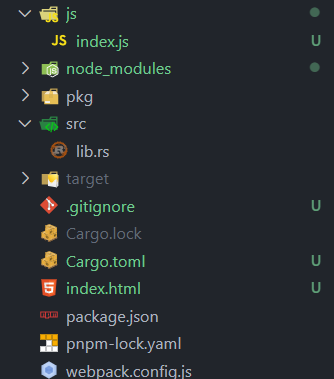 js
JS index.js U
node_modules
pkg
src
lib.rs
target
.gitignore U
Cargo.lock
Cargo.toml U
index.html U
package.json
pnpm-lock.yaml
webpack.config.js